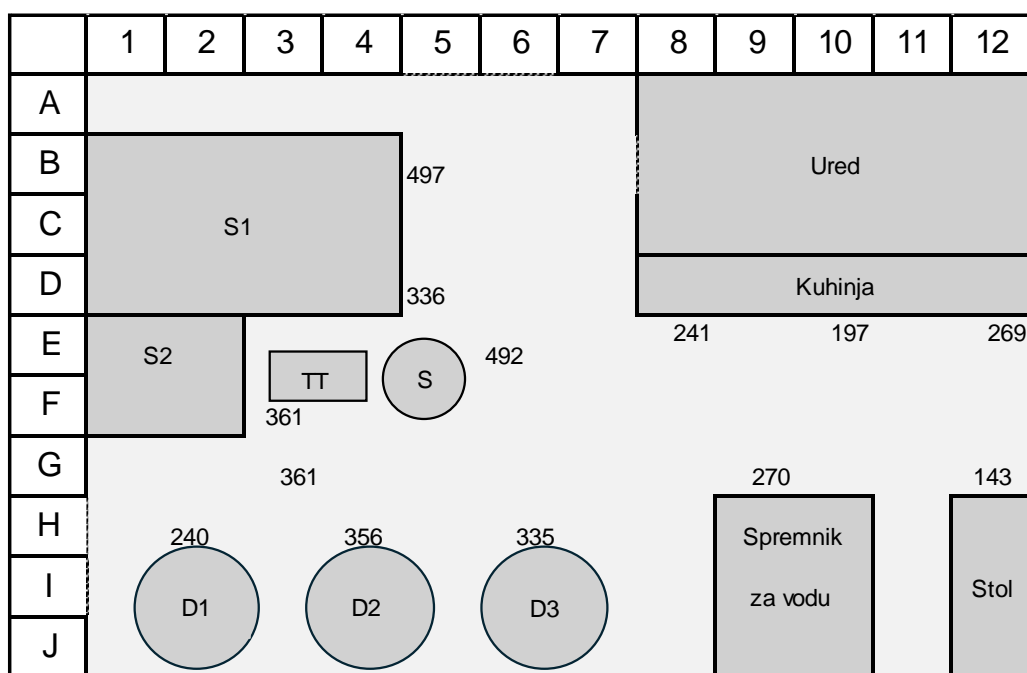 1 2 3 4 5 6 7 8 9 10 11 12
A
B 497 Ured
C S1
D 336 Kuhinja
E S2 492 241 197 269
TT S
F 361
G 361 270 143
H 240 356 335 Spremnik
I D1 D2 D3 za vodu Stol
J